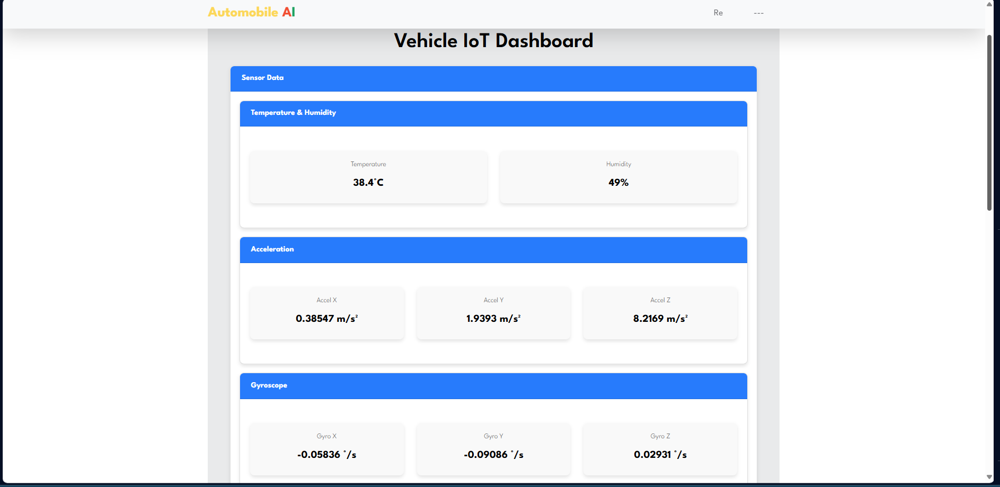 Automobile AI
Re ---
Vehicle IoT Dashboard
Sensor Data
Temperature & Humidity
Temperature Humidity
38.4°C 49%
Acceleration
Accel X Accel Y Accel Z
0.38547 m/s² 1.9393 m/s² 8.2169 m/s²
Gyroscope
Gyro X Gyro Y Gyro Z
-0.05836 °/s -0.09086 °/s 0.02931 °/s